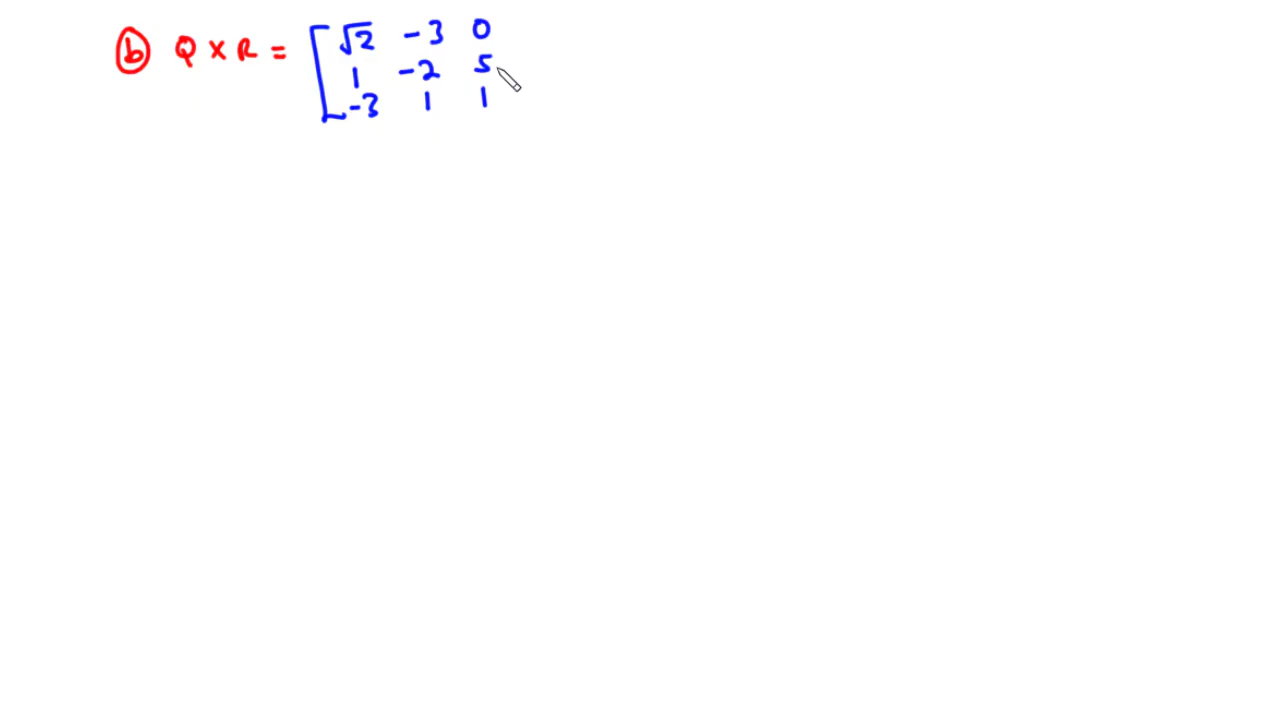 ⓑ Q × R = [ √2 -3 0
1 -2 5
-3 1 1